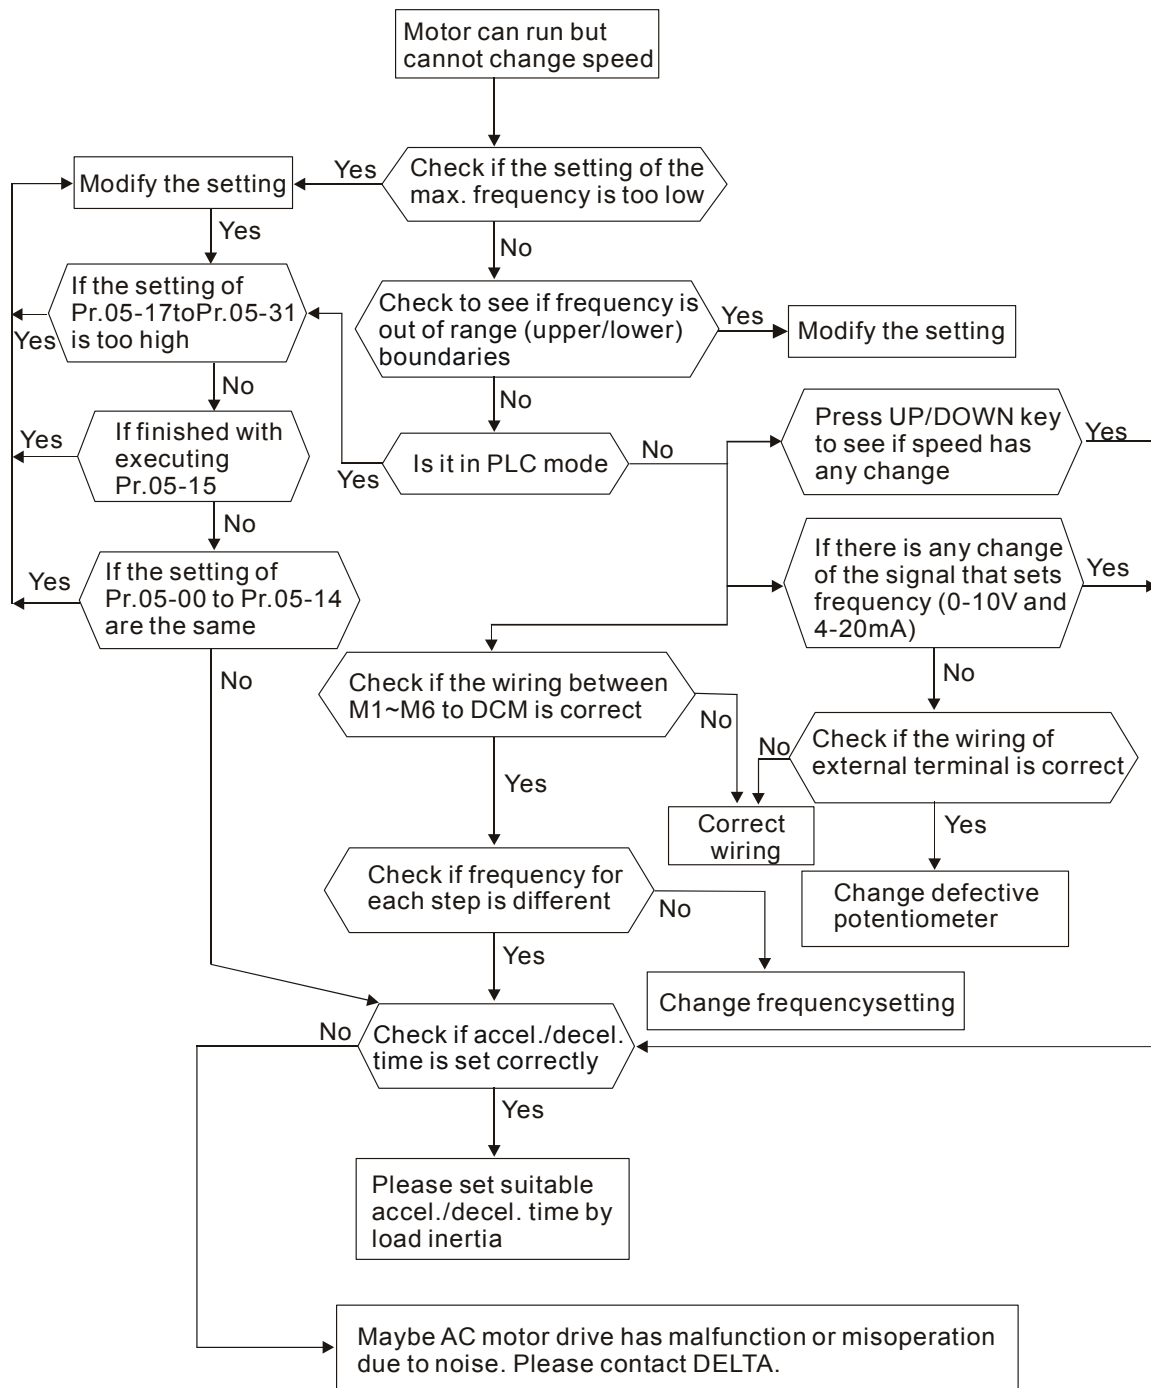 Motor can run but
cannot change speed
Yes
Check if the setting of the
max. frequency is too low
Modify the setting
Yes
No
If the setting of
Pr.05-17toPr.05-31
is too high
Yes
Check to see if frequency is
out of range (upper/lower)
boundaries
Yes
Modify the setting
No
No
If finished with
executing
Pr.05-15
Yes
Is it in PLC mode
Yes
No
Press UP/DOWN key
to see if speed has
any change
Yes
No
If the setting of
Pr.05-00 to Pr.05-14
are the same
Yes
If there is any change
of the signal that sets
frequency (0-10V and
4-20mA)
Yes
No
No
Check if the wiring between
M1~M6 to DCM is correct
No
No
Check if the wiring of
external terminal is correct
Yes
Correct
wiring
Yes
Check if frequency for
each step is different
No
Change defective
potentiometer
Yes
Change frequencysetting
No
Check if accel./decel.
time is set correctly
Yes
Please set suitable
accel./decel. time by
load inertia
Maybe AC motor drive has malfunction or misoperation
due to noise. Please contact DELTA.